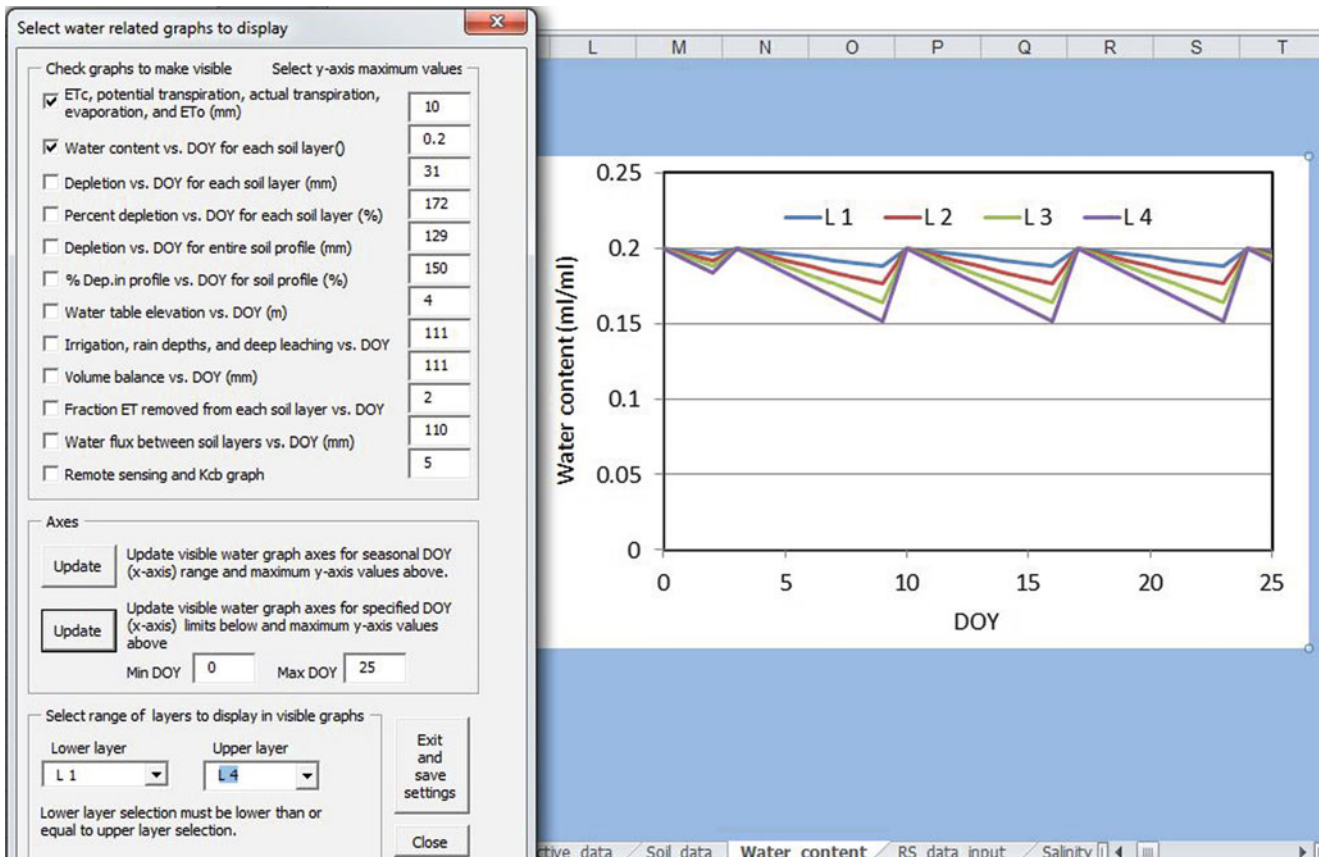 Select water related graphs to display
x
Check graphs to make visible
Select y-axis maximum values
ETc, potential transpiration, actual transpiration,
evaporation, and ETo (mm)
10
Water content vs. DOY for each soil layer()
0.2
Depletion vs. DOY for each soil layer (mm)
31
Percent depletion vs. DOY for each soil layer (%)
172
Depletion vs. DOY for entire soil profile (mm)
129
% Dep.in profile vs. DOY for soil profile (%)
150
Water table elevation vs. DOY (m)
4
Irrigation, rain depths, and deep leaching vs. DOY
111
Volume balance vs. DOY (mm)
111
Fraction ET removed from each soil layer vs. DOY
2
Water flux between soil layers vs. DOY (mm)
110
Remote sensing and Kcb graph
5
Axes
Update
Update visible water graph axes for seasonal DOY
(x-axis) range and maximum y-axis values above.
Update
Update visible water graph axes for specified DOY
(x-axis) limits below and maximum y-axis values
above
Min DOY 0 Max DOY 25
Select range of layers to display in visible graphs
Lower layer
Upper layer
L 1
L 4
Lower layer selection must be lower than or
equal to upper layer selection.
Exit
and
save
settings
Close
L M N O P Q R S T
L 1 L 2 L 3 L 4
Water content (ml/ml)
0.25
0.2
0.15
0.1
0.05
0
0 5 10 15 20 25
DOY
ctive_data Soil_data Water_content RS_data_input Salinity